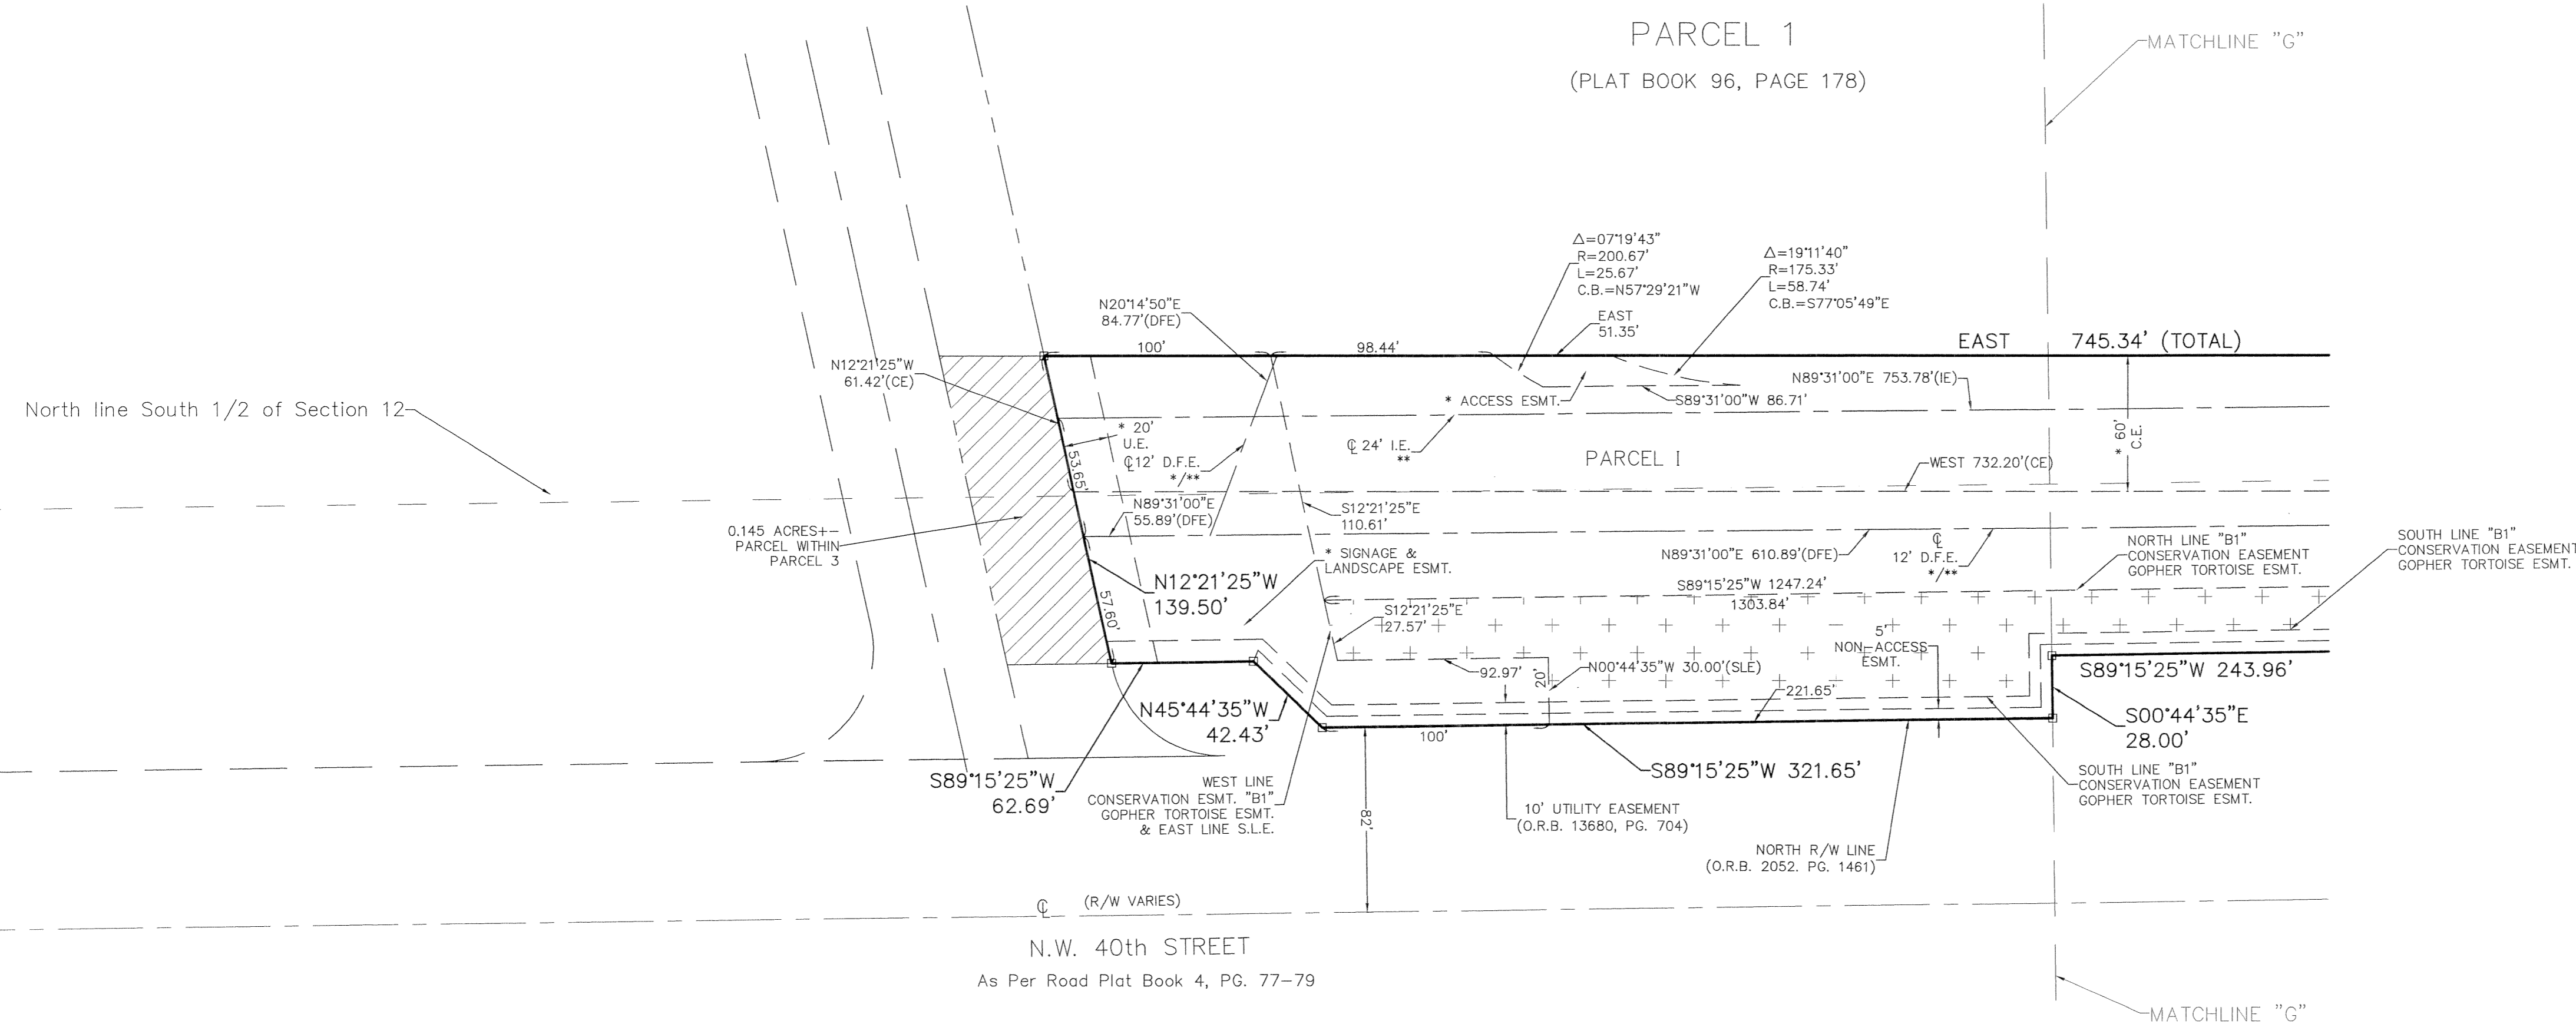 PARCEL 1
(PLAT BOOK 96, PAGE 178)
MATCHLINE "G"
Δ=07°19'43"
R=200.67'
L=25.67'
C.B.=N57°29'21"W
Δ=19°11'40"
R=175.33'
L=58.74'
C.B.=S77°05'49"E
N20°14'50"E
84.77'(DFE)
EAST
51.35'
100'
98.44'
EAST 745.34' (TOTAL)
N12°21'25"W
61.42'(CE)
N89°31'00"E 753.78'(IE)
* ACCESS ESMT.
S89°31'00"W 86.71'
North line South 1/2 of Section 12
* 20'
U.E.
℄ 12' D.F.E.
*/**
℄ 24' I.E.
**
* 60'
C.E.
PARCEL I
53.65'
WEST 732.20'(CE)
N89°31'00"E
55.89'(DFE)
S12°21'25"E
110.61'
0.145 ACRES+-
PARCEL WITHIN
PARCEL 3
* SIGNAGE &
LANDSCAPE ESMT.
N89°31'00"E 610.89'(DFE)
℄
12' D.F.E.
*/**
NORTH LINE "B1"
CONSERVATION EASEMENT
GOPHER TORTOISE ESMT.
SOUTH LINE "B1"
CONSERVATION EASEMENT
GOPHER TORTOISE ESMT.
N12°21'25"W
139.50'
57.60'
S89°15'25"W 1247.24'
1303.84'
S12°21'25"E
27.57'
5'
NON-ACCESS
ESMT.
92.97'
20'
N00°44'35"W 30.00'(SLE)
221.65'
S89°15'25"W 243.96'
N45°44'35"W
42.43'
S00°44'35"E
28.00'
100'
S89°15'25"W
62.69'
S89°15'25"W 321.65'
WEST LINE
CONSERVATION ESMT. "B1"
GOPHER TORTOISE ESMT.
& EAST LINE S.L.E.
SOUTH LINE "B1"
CONSERVATION EASEMENT
GOPHER TORTOISE ESMT.
82'
10' UTILITY EASEMENT
(O.R.B. 13680, PG. 704)
NORTH R/W LINE
(O.R.B. 2052. PG. 1461)
℄ (R/W VARIES)
N.W. 40th STREET
As Per Road Plat Book 4, PG. 77-79
MATCHLINE "G"